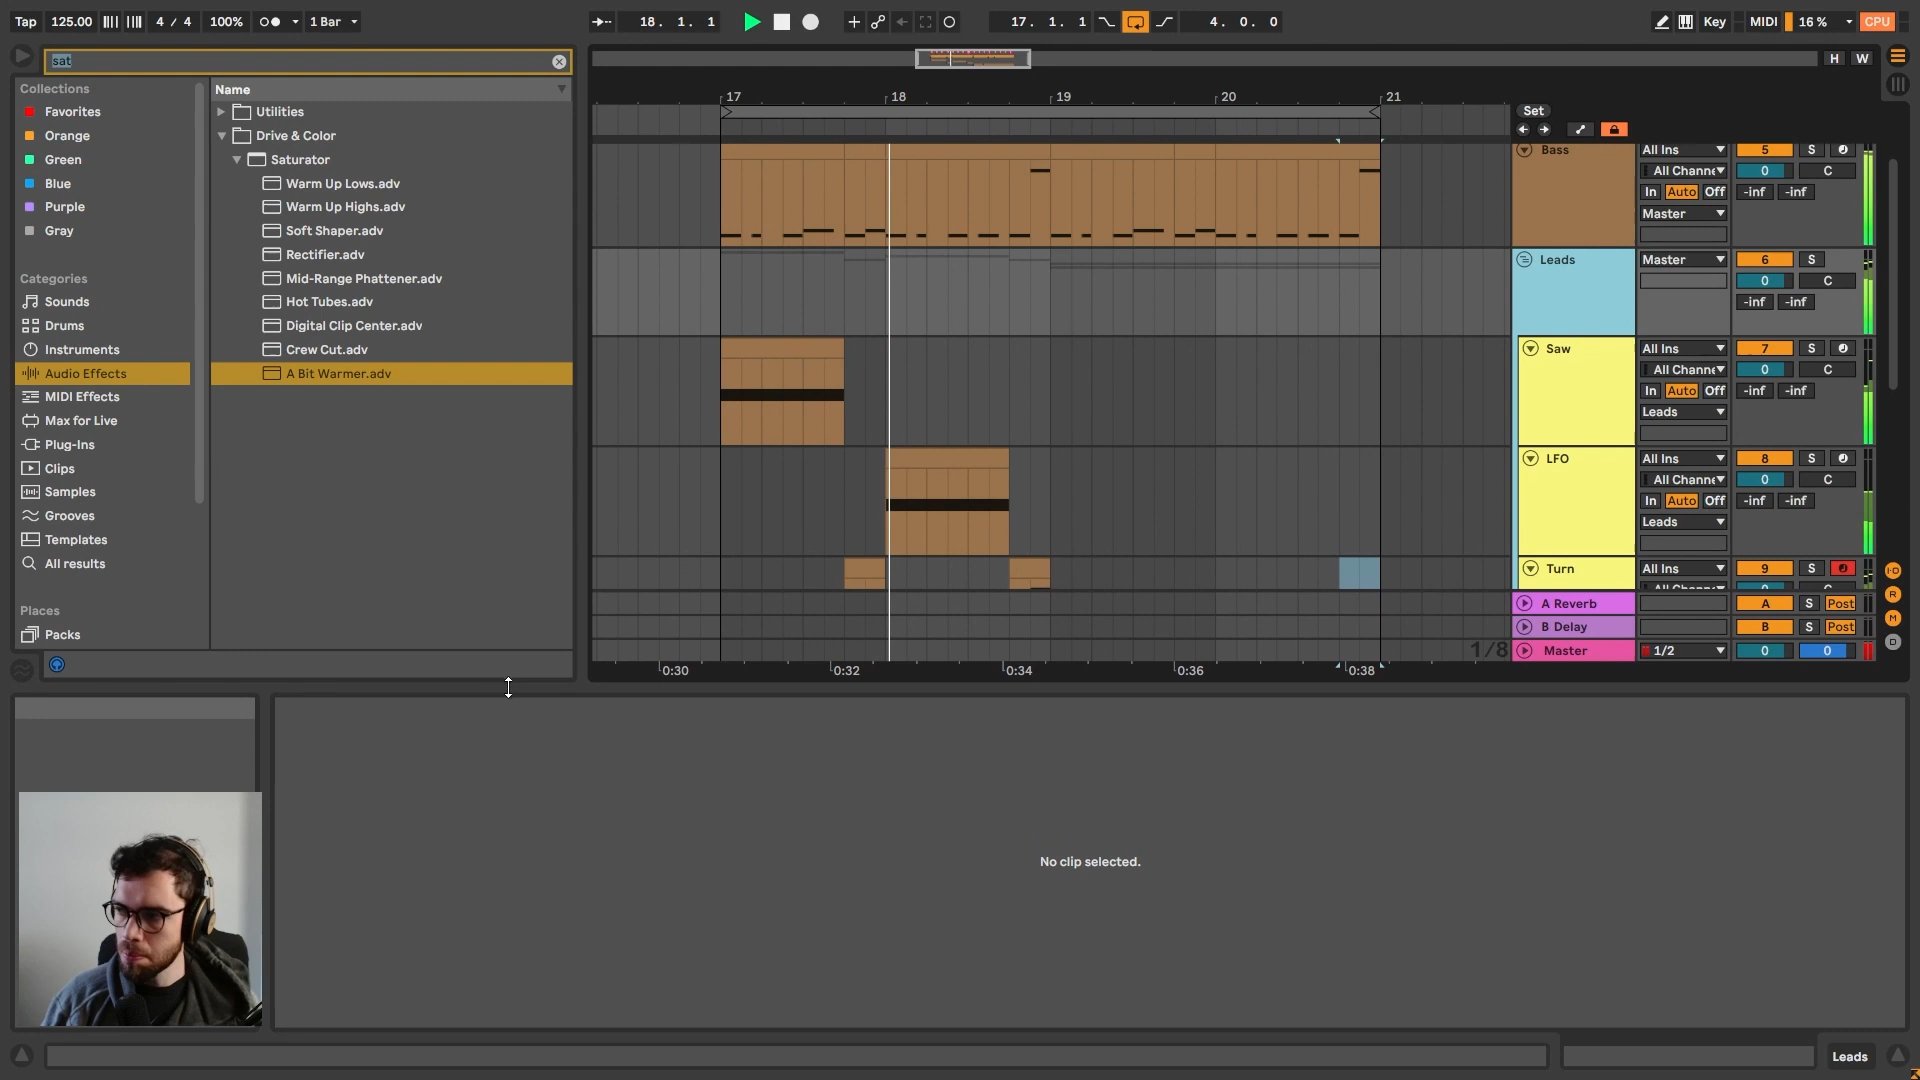 Tap 125.00 4 / 4 100% 1 Bar 18. 1. 1 17. 1. 1 4. 0. 0 Key MIDI 16 % CPU
sat
H W
Collections
Favorites
Orange
Green
Blue
Purple
Gray
Categories
Sounds
Drums
Instruments
Audio Effects
MIDI Effects
Max for Live
Plug-Ins
Clips
Samples
Grooves
Templates
All results
Places
Packs
Name
Utilities
Drive & Color
Saturator
Warm Up Lows.adv
Warm Up Highs.adv
Soft Shaper.adv
Rectifier.adv
Mid-Range Phattener.adv
Hot Tubes.adv
Digital Clip Center.adv
Crew Cut.adv
A Bit Warmer.adv
17 18 19 20 21
Set
Bass All Ins 5 S
All Channe 0 C
In Auto Off -inf -inf
Master
Leads Master 6 S
0 C
-inf -inf
Saw All Ins 7 S
All Channe 0 C
In Auto Off -inf -inf
Leads
LFO All Ins 8 S
All Channe 0 C
In Auto Off -inf -inf
Leads
Turn All Ins 9 S
A Reverb A S Post
B Delay B S Post
1/8 Master 1/2 0 0
0:30 0:32 0:34 0:36 0:38
R
M
D
No clip selected.
Leads